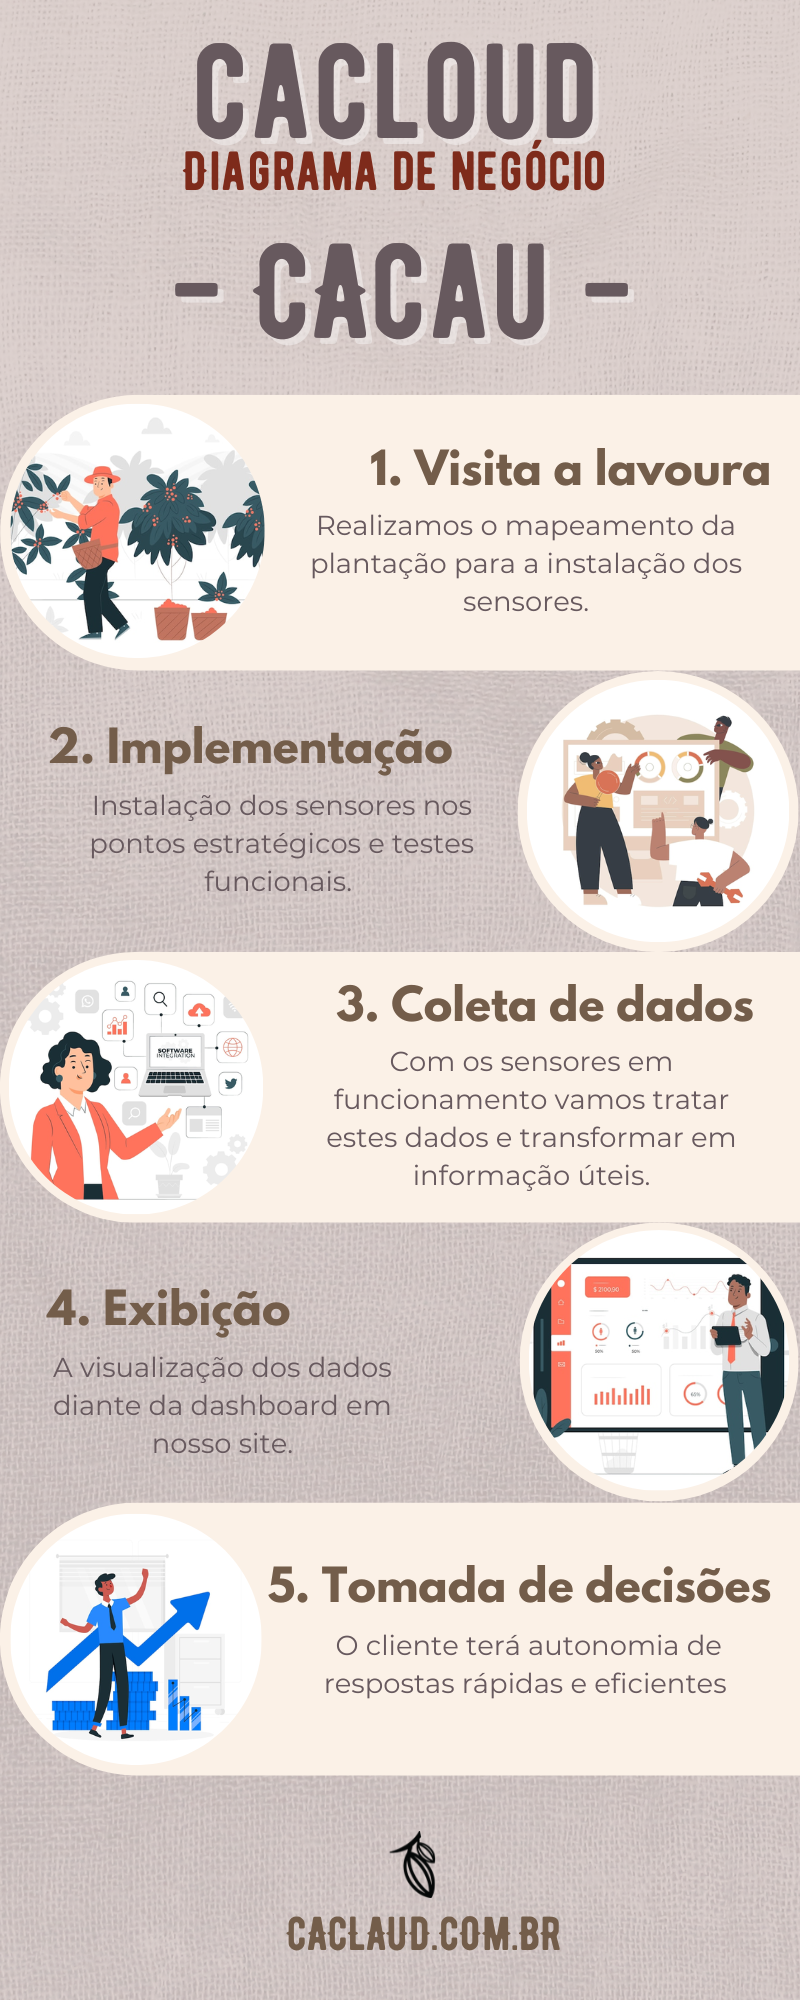 CACLOUD
DIAGRAMA DE NEGÓCIO
- CACAU -
1. Visita a lavoura
Realizamos o mapeamento da
plantação para a instalação dos
sensores.
2. Implementação
Instalação dos sensores nos
pontos estratégicos e testes
funcionais.
SOFTWARE
INTEGRATION
3. Coleta de dados
Com os sensores em
funcionamento vamos tratar
estes dados e transformar em
informação úteis.
4. Exibição
A visualização dos dados
diante da dashboard em
nosso site.
65%
5. Tomada de decisões
O cliente terá autonomia de
respostas rápidas e eficientes
CACLAUD.COM.BR